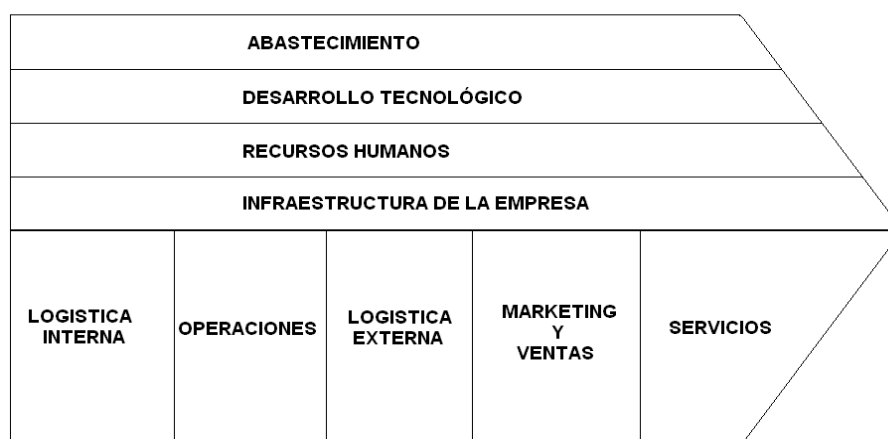 ABASTECIMIENTO
DESARROLLO TECNOLÓGICO
RECURSOS HUMANOS
INFRAESTRUCTURA DE LA EMPRESA
LOGISTICA
INTERNA
OPERACIONES
LOGISTICA
EXTERNA
MARKETING
Y
VENTAS
SERVICIOS